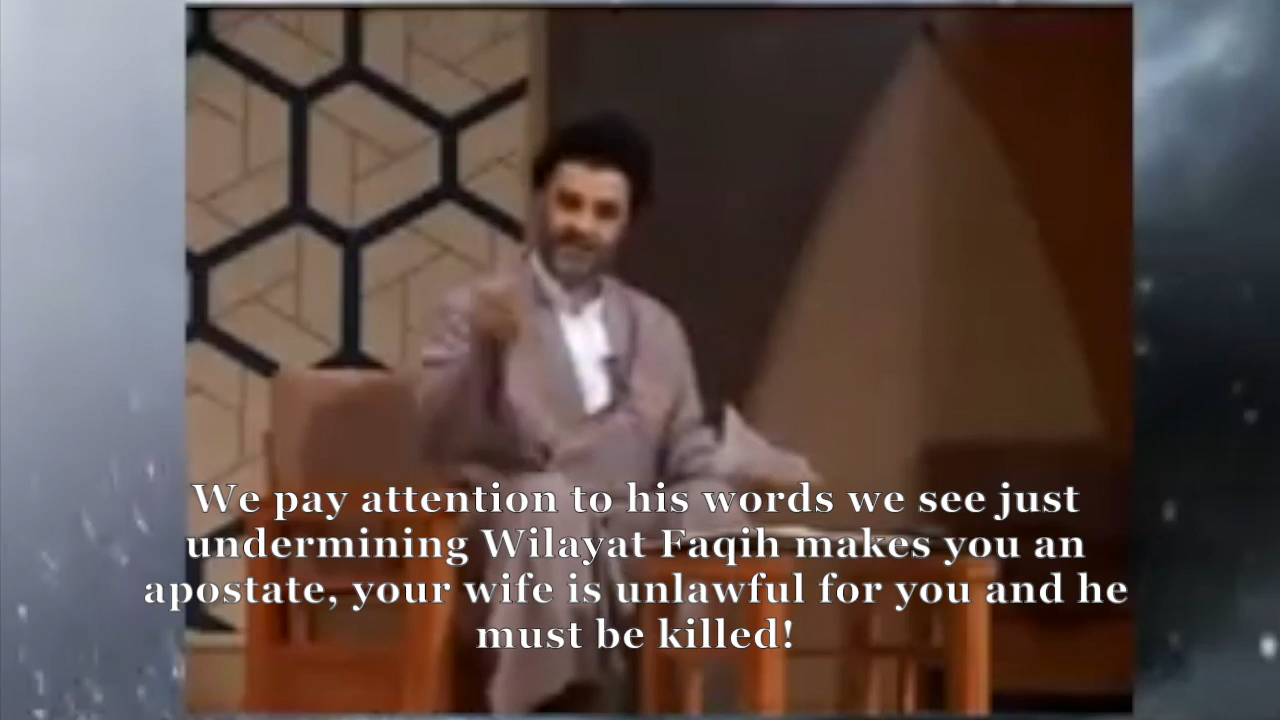 We pay attention to his words we see just
undermining Wilayat Faqih makes you an
apostate, your wife is unlawful for you and he
must be killed!